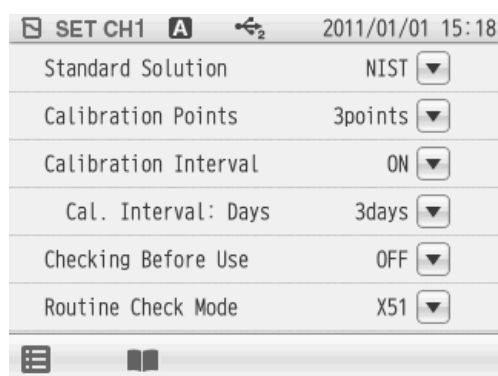 SET CH1 A 2 2011/01/01 15:18
Standard Solution NIST
Calibration Points 3points
Calibration Interval ON
Cal. Interval: Days 3days
Checking Before Use OFF
Routine Check Mode X51